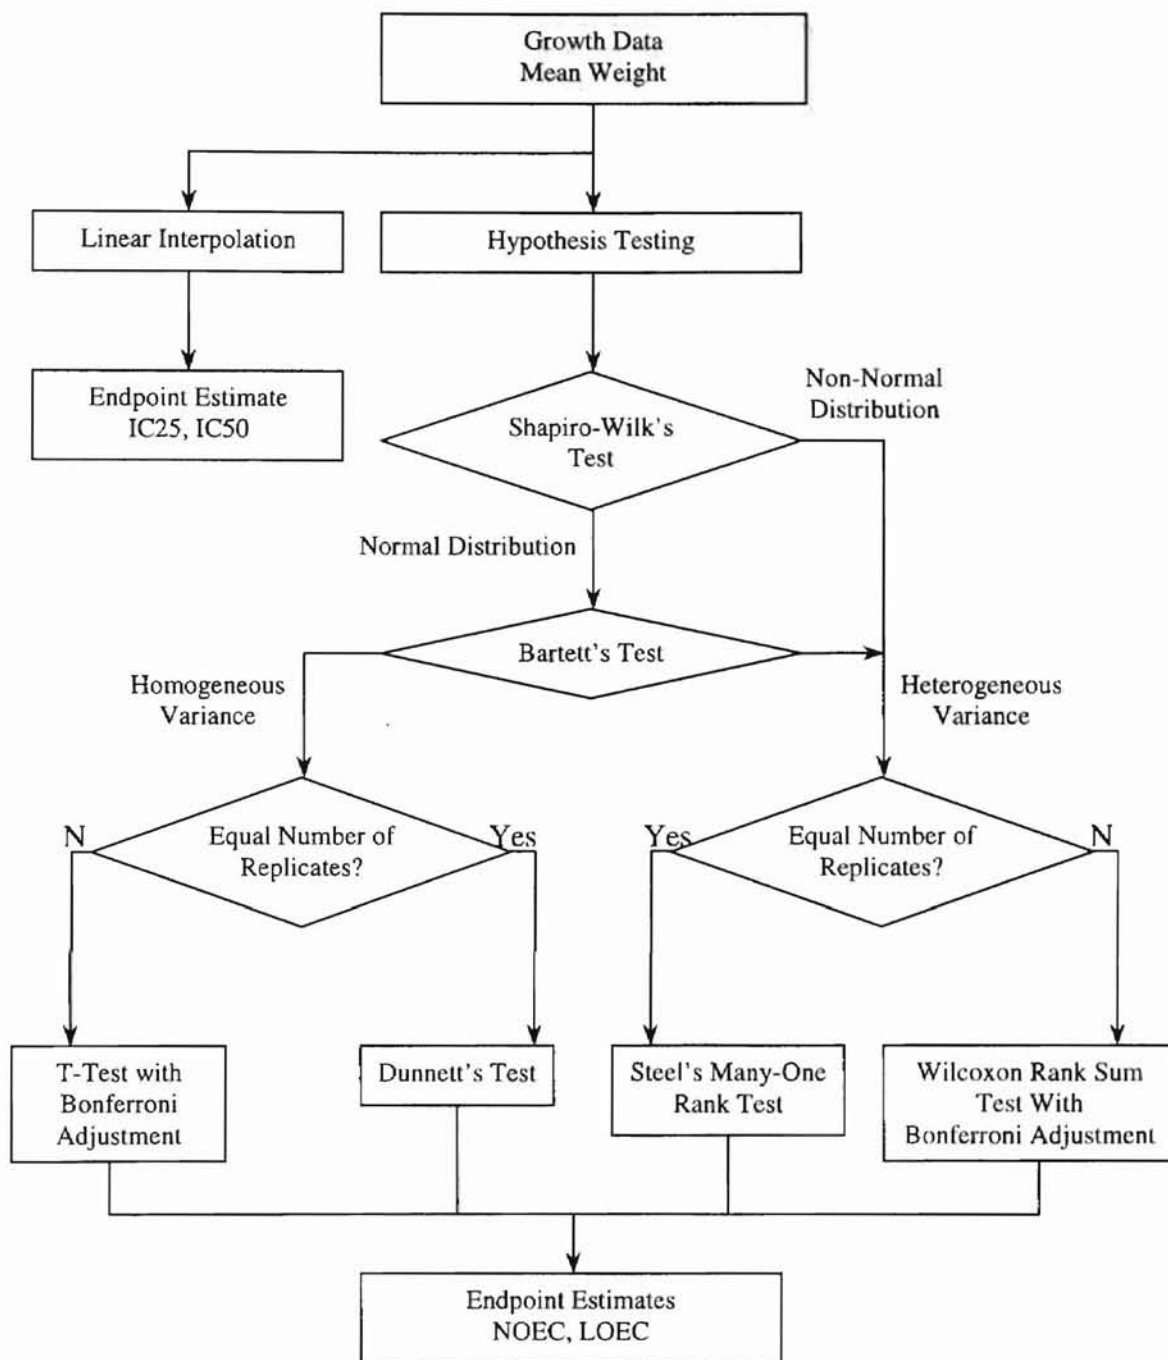 Growth Data
Mean Weight
Linear Interpolation
Hypothesis Testing
Endpoint Estimate
IC25, IC50
Non-Normal
Distribution
Shapiro-Wilk's
Test
Normal Distribution
Bartett's Test
Homogeneous
Variance
Heterogeneous
Variance
N
Equal Number of
Replicates?
Yes
Yes
Equal Number of
Replicates?
N
T-Test with
Bonferroni
Adjustment
Dunnett's Test
Steel's Many-One
Rank Test
Wilcoxon Rank Sum
Test With
Bonferroni Adjustment
Endpoint Estimates
NOEC, LOEC